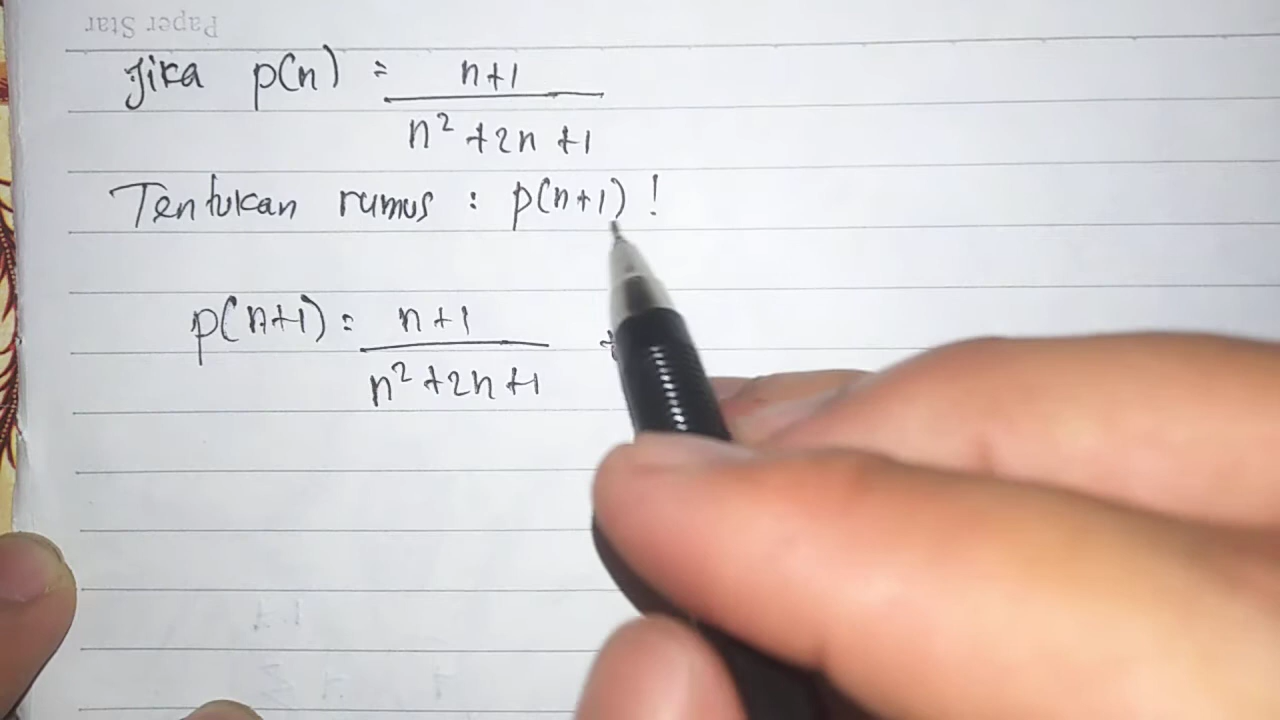 Paper Star
Jika p(n) = n+1
n² + 2n + 1
Tentukan rumus : p(n+1) !
p(n+1) = n+1
n² + 2n + 1